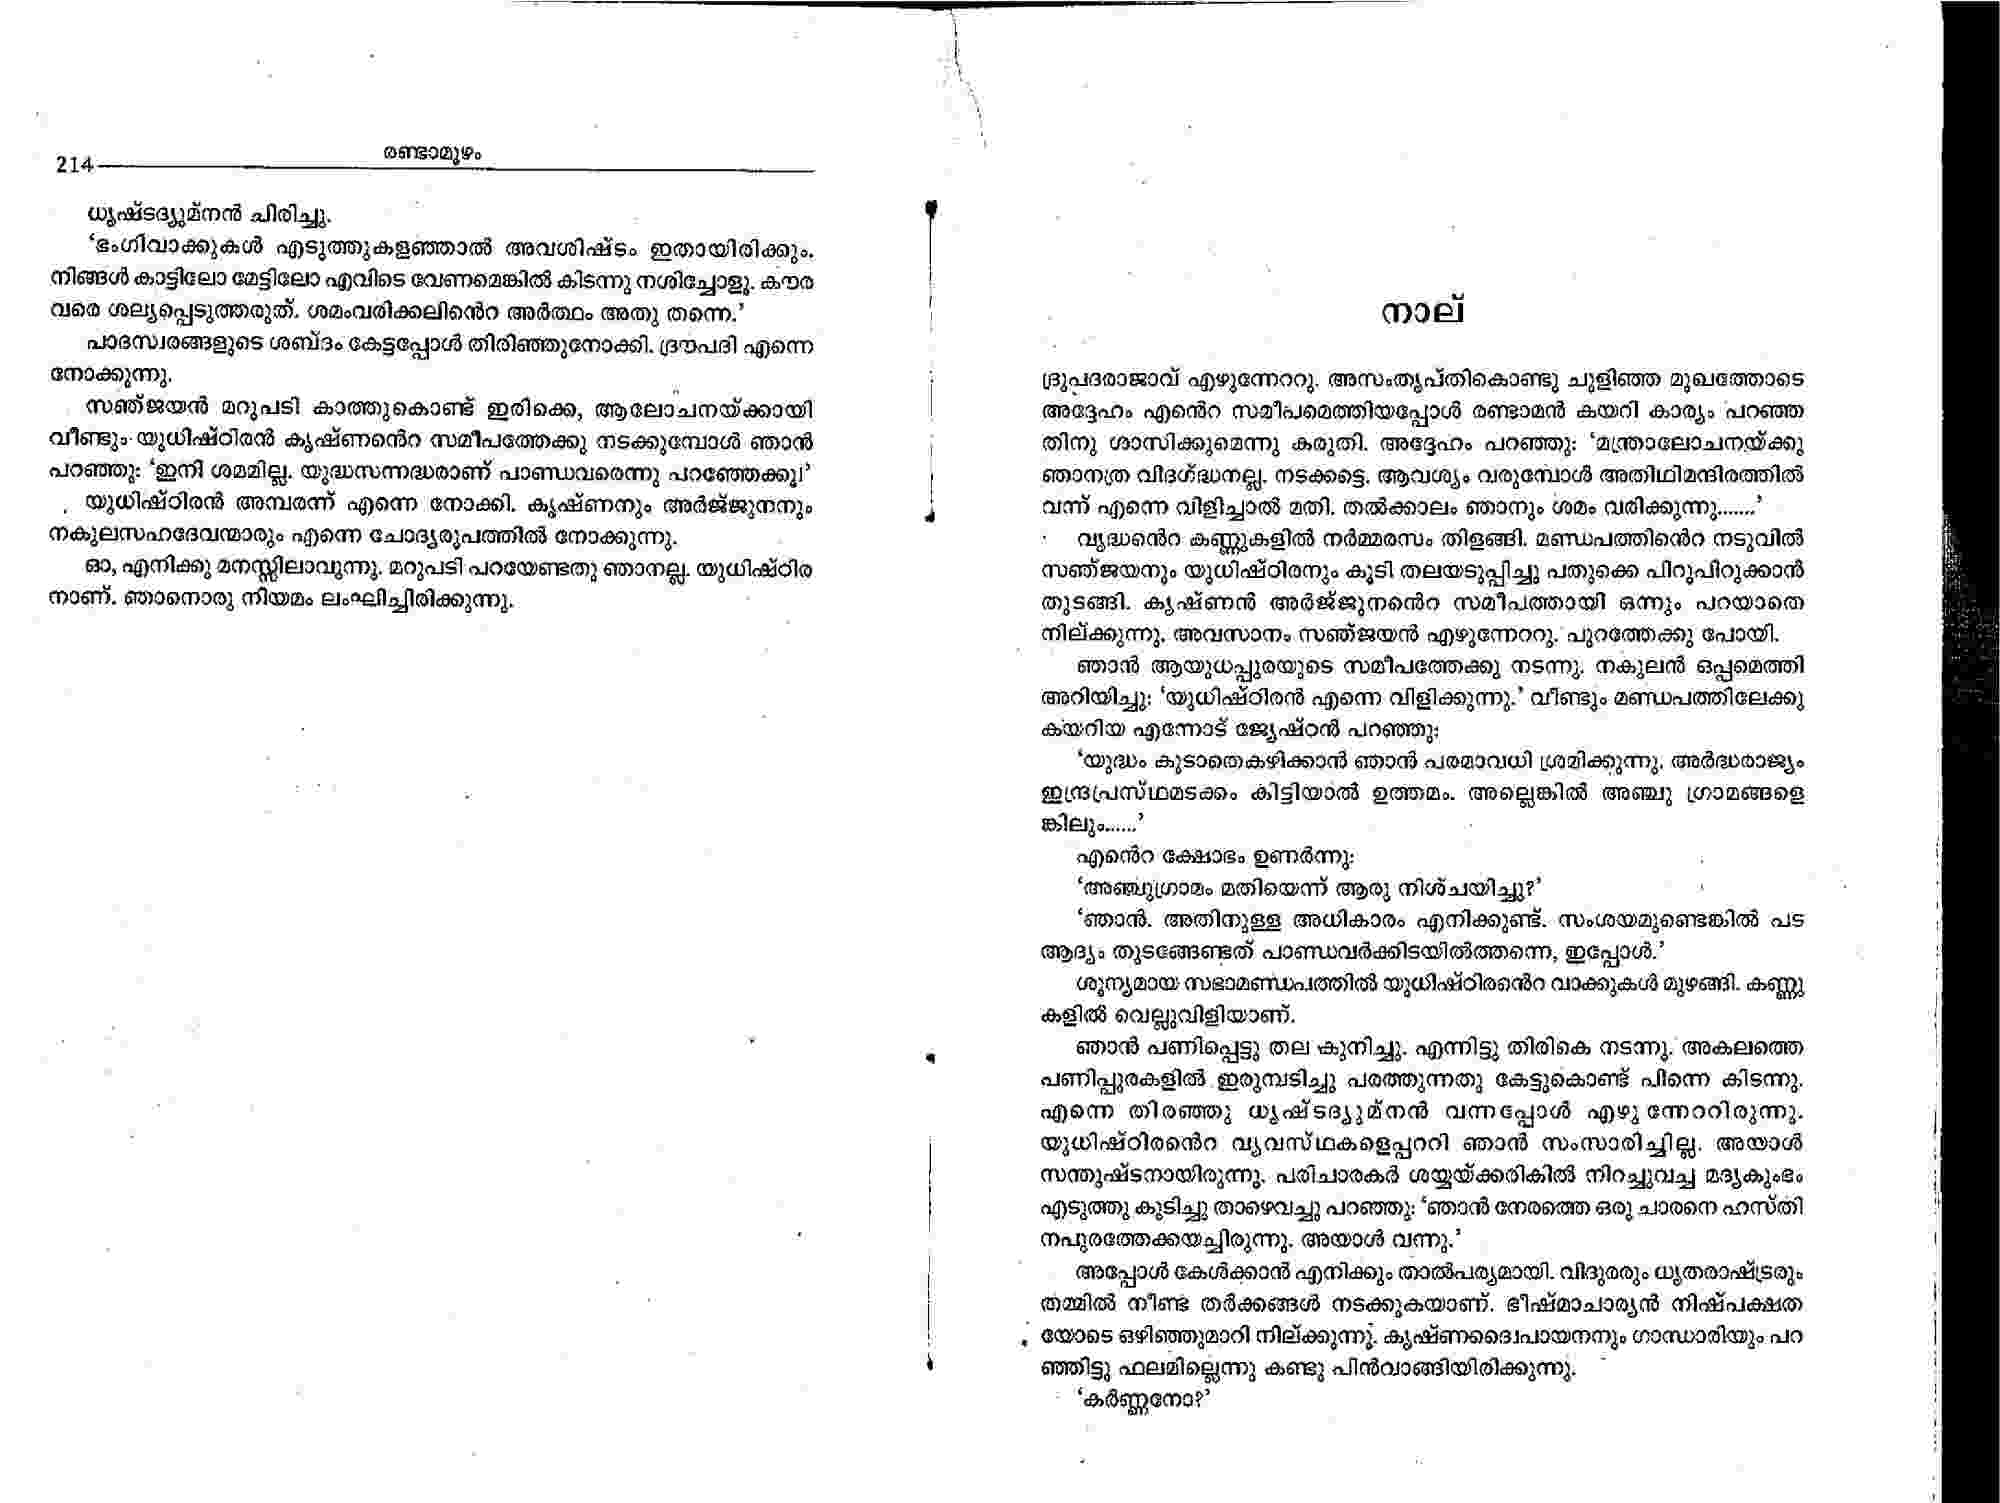 214
രണ്ടാമൂഴം
ധൃഷ്ടദ്യുമ്നൻ ചിരിച്ചു.
‘ഭംഗിവാക്കുകൾ എടുത്തുകളഞ്ഞാൽ അവശിഷ്ടം ഇതായിരിക്കും.
നിങ്ങൾ കാട്ടിലോ മേട്ടിലോ എവിടെ വേണമെങ്കിൽ കിടന്നു നശിച്ചോളൂ. കൗര
വരെ ശല്യപ്പെടുത്തരുത്. ശമംവരിക്കലിൻെറ അർത്ഥം അതു തന്നെ.’
പാദസ്വരങ്ങളുടെ ശബ്ദം കേട്ടപ്പോൾ തിരിഞ്ഞുനോക്കി. ദ്രൗപദി എന്നെ
നോക്കുന്നു.
സഞ്ജയൻ മറുപടി കാത്തുകൊണ്ട് ഇരിക്കെ, ആലോചനയ്ക്കായി
വീണ്ടും യുധിഷ്ഠിരൻ കൃഷ്ണൻെറ സമീപത്തേക്കു നടക്കുമ്പോൾ ഞാൻ
പറഞ്ഞു: ‘ഇനി ശമമില്ല. യുദ്ധസന്നദ്ധരാണ് പാണ്ഡവരെന്നു പറഞ്ഞേക്കൂ!’
യുധിഷ്ഠിരൻ അമ്പരന്ന് എന്നെ നോക്കി. കൃഷ്ണനും അർജ്ജുനനും
നകുലസഹദേവന്മാരും എന്നെ ചോദ്യരൂപത്തിൽ നോക്കുന്നു.
ഓ, എനിക്കു മനസ്സിലാവുന്നു. മറുപടി പറയേണ്ടതു ഞാനല്ല. യുധിഷ്ഠിര
നാണ്. ഞാനൊരു നിയമം ലംഘിച്ചിരിക്കുന്നു.
നാല്
ദ്രുപദരാജാവ് എഴുന്നേററു. അസംതൃപ്തികൊണ്ടു ചുളിഞ്ഞ മുഖത്തോടെ
അദ്ദേഹം എൻെറ സമീപമെത്തിയപ്പോൾ രണ്ടാമൻ കയറി കാര്യം പറഞ്ഞ
തിനു ശാസിക്കുമെന്നു കരുതി. അദ്ദേഹം പറഞ്ഞു: ‘മന്ത്രാലോചനയ്ക്കു
ഞാനത്ര വിദഗ്ദ്ധനല്ല. നടക്കട്ടെ. ആവശ്യം വരുമ്പോൾ അതിഥിമന്ദിരത്തിൽ
വന്ന് എന്നെ വിളിച്ചാൽ മതി. തൽക്കാലം ഞാനും ശമം വരിക്കുന്നു.......’
വൃദ്ധൻെറ കണ്ണുകളിൽ നർമ്മരസം തിളങ്ങി. മണ്ഡപത്തിൻെറ നടുവിൽ
സഞ്ജയനും യുധിഷ്ഠിരനും കൂടി തലയടുപ്പിച്ചു പതുക്കെ പിറുപിറുക്കാൻ
തുടങ്ങി. കൃഷ്ണൻ അർജ്ജുനൻെറ സമീപത്തായി ഒന്നും പറയാതെ
നില്ക്കുന്നു. അവസാനം സഞ്ജയൻ എഴുന്നേററു. പുറത്തേക്കു പോയി.
ഞാൻ ആയുധപ്പുരയുടെ സമീപത്തേക്കു നടന്നു. നകുലൻ ഒപ്പമെത്തി
അറിയിച്ചു: ‘യുധിഷ്ഠിരൻ എന്നെ വിളിക്കുന്നു.’ വീണ്ടും മണ്ഡപത്തിലേക്കു
കയറിയ എന്നോട് ജ്യേഷ്ഠൻ പറഞ്ഞു:
‘യുദ്ധം കൂടാതെകഴിക്കാൻ ഞാൻ പരമാവധി ശ്രമിക്കുന്നു. അർദ്ധരാജ്യം
ഇന്ദ്രപ്രസ്ഥമടക്കം കിട്ടിയാൽ ഉത്തമം. അല്ലെങ്കിൽ അഞ്ചു ഗ്രാമങ്ങളെ
ങ്കിലും......’
എൻെറ ക്ഷോഭം ഉണർന്നു:
‘അഞ്ചുഗ്രാമം മതിയെന്ന് ആരു നിശ്ചയിച്ചു?’
‘ഞാൻ. അതിനുള്ള അധികാരം എനിക്കുണ്ട്. സംശയമുണ്ടെങ്കിൽ പട
ആദ്യം തുടങ്ങേണ്ടത് പാണ്ഡവർക്കിടയിൽത്തന്നെ, ഇപ്പോൾ.’
ശൂന്യമായ സഭാമണ്ഡപത്തിൽ യുധിഷ്ഠിരൻെറ വാക്കുകൾ മുഴങ്ങി. കണ്ണു
കളിൽ വെല്ലുവിളിയാണ്.
ഞാൻ പണിപ്പെട്ടു തല കുനിച്ചു. എന്നിട്ടു തിരികെ നടന്നു. അകലത്തെ
പണിപ്പുരകളിൽ ഇരുമ്പടിച്ചു പരത്തുന്നതു കേട്ടുകൊണ്ട് പിന്നെ കിടന്നു.
എന്നെ തിരഞ്ഞു ധൃഷ്ടദ്യുമ്നൻ വന്നപ്പോൾ എഴു ന്നേററിരുന്നു.
യുധിഷ്ഠിരൻെറ വ്യവസ്ഥകളെപ്പററി ഞാൻ സംസാരിച്ചില്ല. അയാൾ
സന്തുഷ്ടനായിരുന്നു. പരിചാരകർ ശയ്യയ്ക്കരികിൽ നിറച്ചുവച്ച മദ്യകുംഭം
എടുത്തു കുടിച്ചു താഴെവച്ചു പറഞ്ഞു: ‘ഞാൻ നേരത്തെ ഒരു ചാരനെ ഹസ്തി
നപുരത്തേക്കയച്ചിരുന്നു. അയാൾ വന്നു.’
അപ്പോൾ കേൾക്കാൻ എനിക്കും താൽപര്യമായി. വിദുരരും ധൃതരാഷ്ട്രരും
തമ്മിൽ നീണ്ട തർക്കങ്ങൾ നടക്കുകയാണ്. ഭീഷ്മാചാര്യൻ നിഷ്പക്ഷത
യോടെ ഒഴിഞ്ഞുമാറി നില്ക്കുന്നു. കൃഷ്ണദ്വൈപായനനും ഗാന്ധാരിയും പറ
ഞ്ഞിട്ടു ഫലമില്ലെന്നു കണ്ടു പിൻവാങ്ങിയിരിക്കുന്നു.
‘കർണ്ണനോ?’